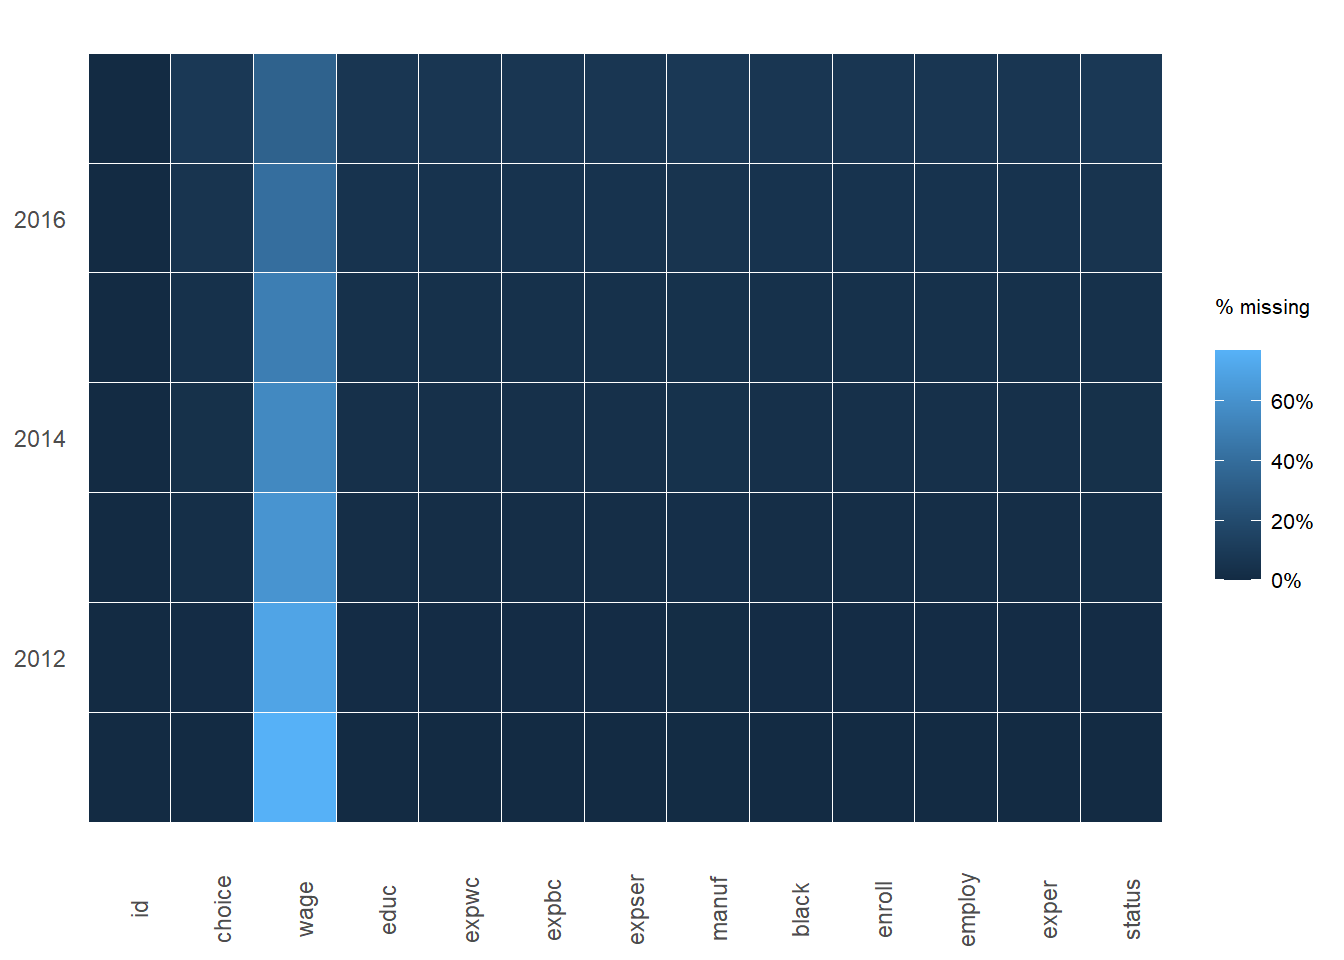 2016
2014
2012
% missing
60%
40%
20%
0%
id
choice
wage
educ
expwc
expbc
expser
manuf
black
enroll
employ
exper
status